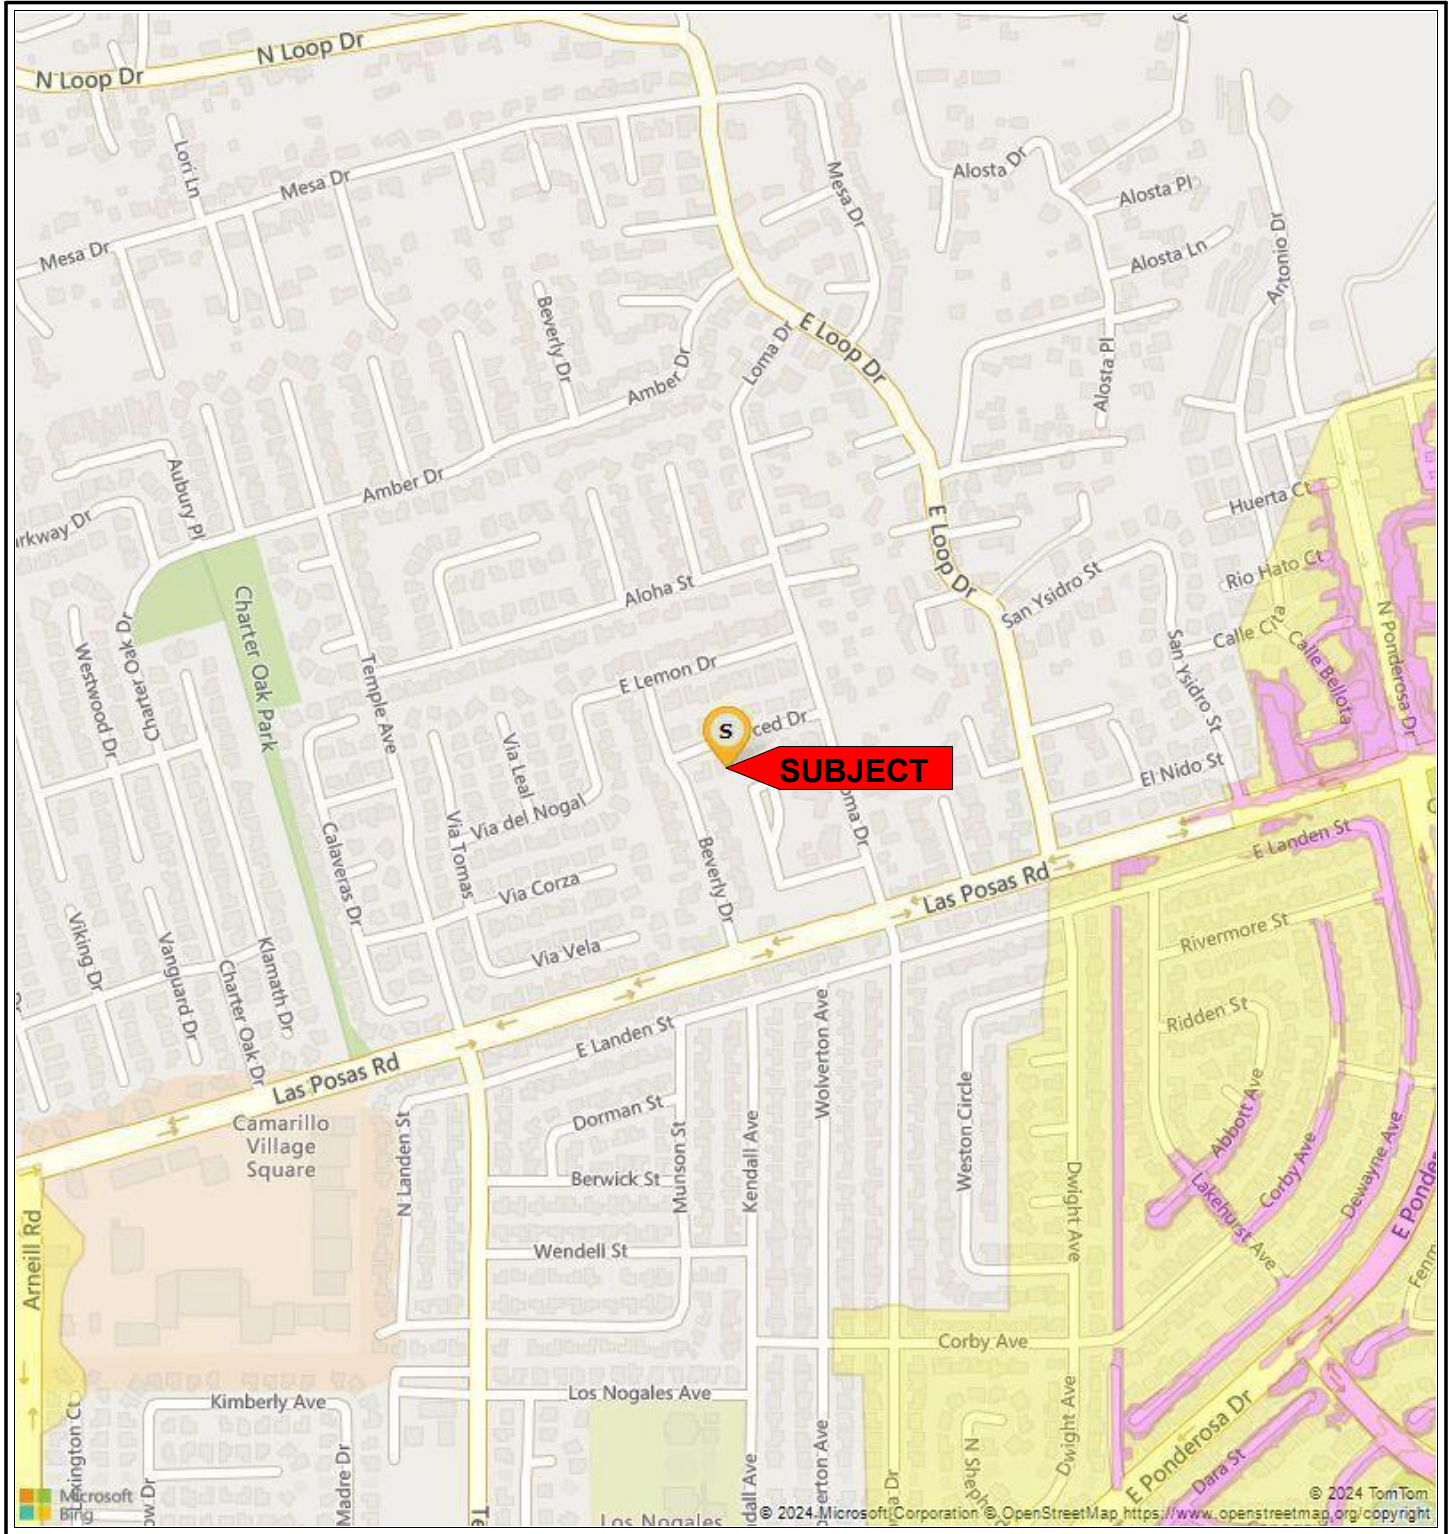 N Loop Dr
N Loop Dr
Lori Ln
Mesa Dr
Mesa Dr
Mesa Dr
Alosta Dr
Alosta Pl
Alosta Ln
Antonio Dr
Beverly Dr
Loma Dr
E Loop Dr
Amber Dr
Alosta Pl
Aubury Pl
Amber Dr
Huerta Ct
E Loop Dr
Rio Hato Ct
San Ysidro St
Aloha St
Charter Oak Park
Calle Cita
N Ponderosa Dr
Calle Bellota
Westwood Dr
Charter Oak Dr
Temple Ave
E Lemon Dr
San Ysidro St
S
SUBJECT
Via Leal
El Nido St
Via del Nogal
Via Tomas
Calaveras Dr
Beverly Dr
E Landen St
Las Posas Rd
Via Corza
Viking Dr
Vanguard Dr
Klamath Dr
Charter Oak Dr
Via Vela
Rivermore St
Ridden St
E Landen St
Wolverton Ave
Las Posas Rd
Camarillo
Village
Square
N Landen St
Dorman St
Munson St
Kendall Ave
Weston Circle
Abbott Ave
Berwick St
Lakehurst Ave
Corby Ave
Dewayne Ave
Dwight Ave
Wendell St
Arneill Rd
Corby Ave
Los Nogales Ave
Kimberly Ave
Dwight Ave
E Ponderosa Dr
Dara St
Microsoft
Bing
Los Nogales
© 2024 TomTom
© 2024 Microsoft Corporation © OpenStreetMap https://www.openstreetmap.org/copyright